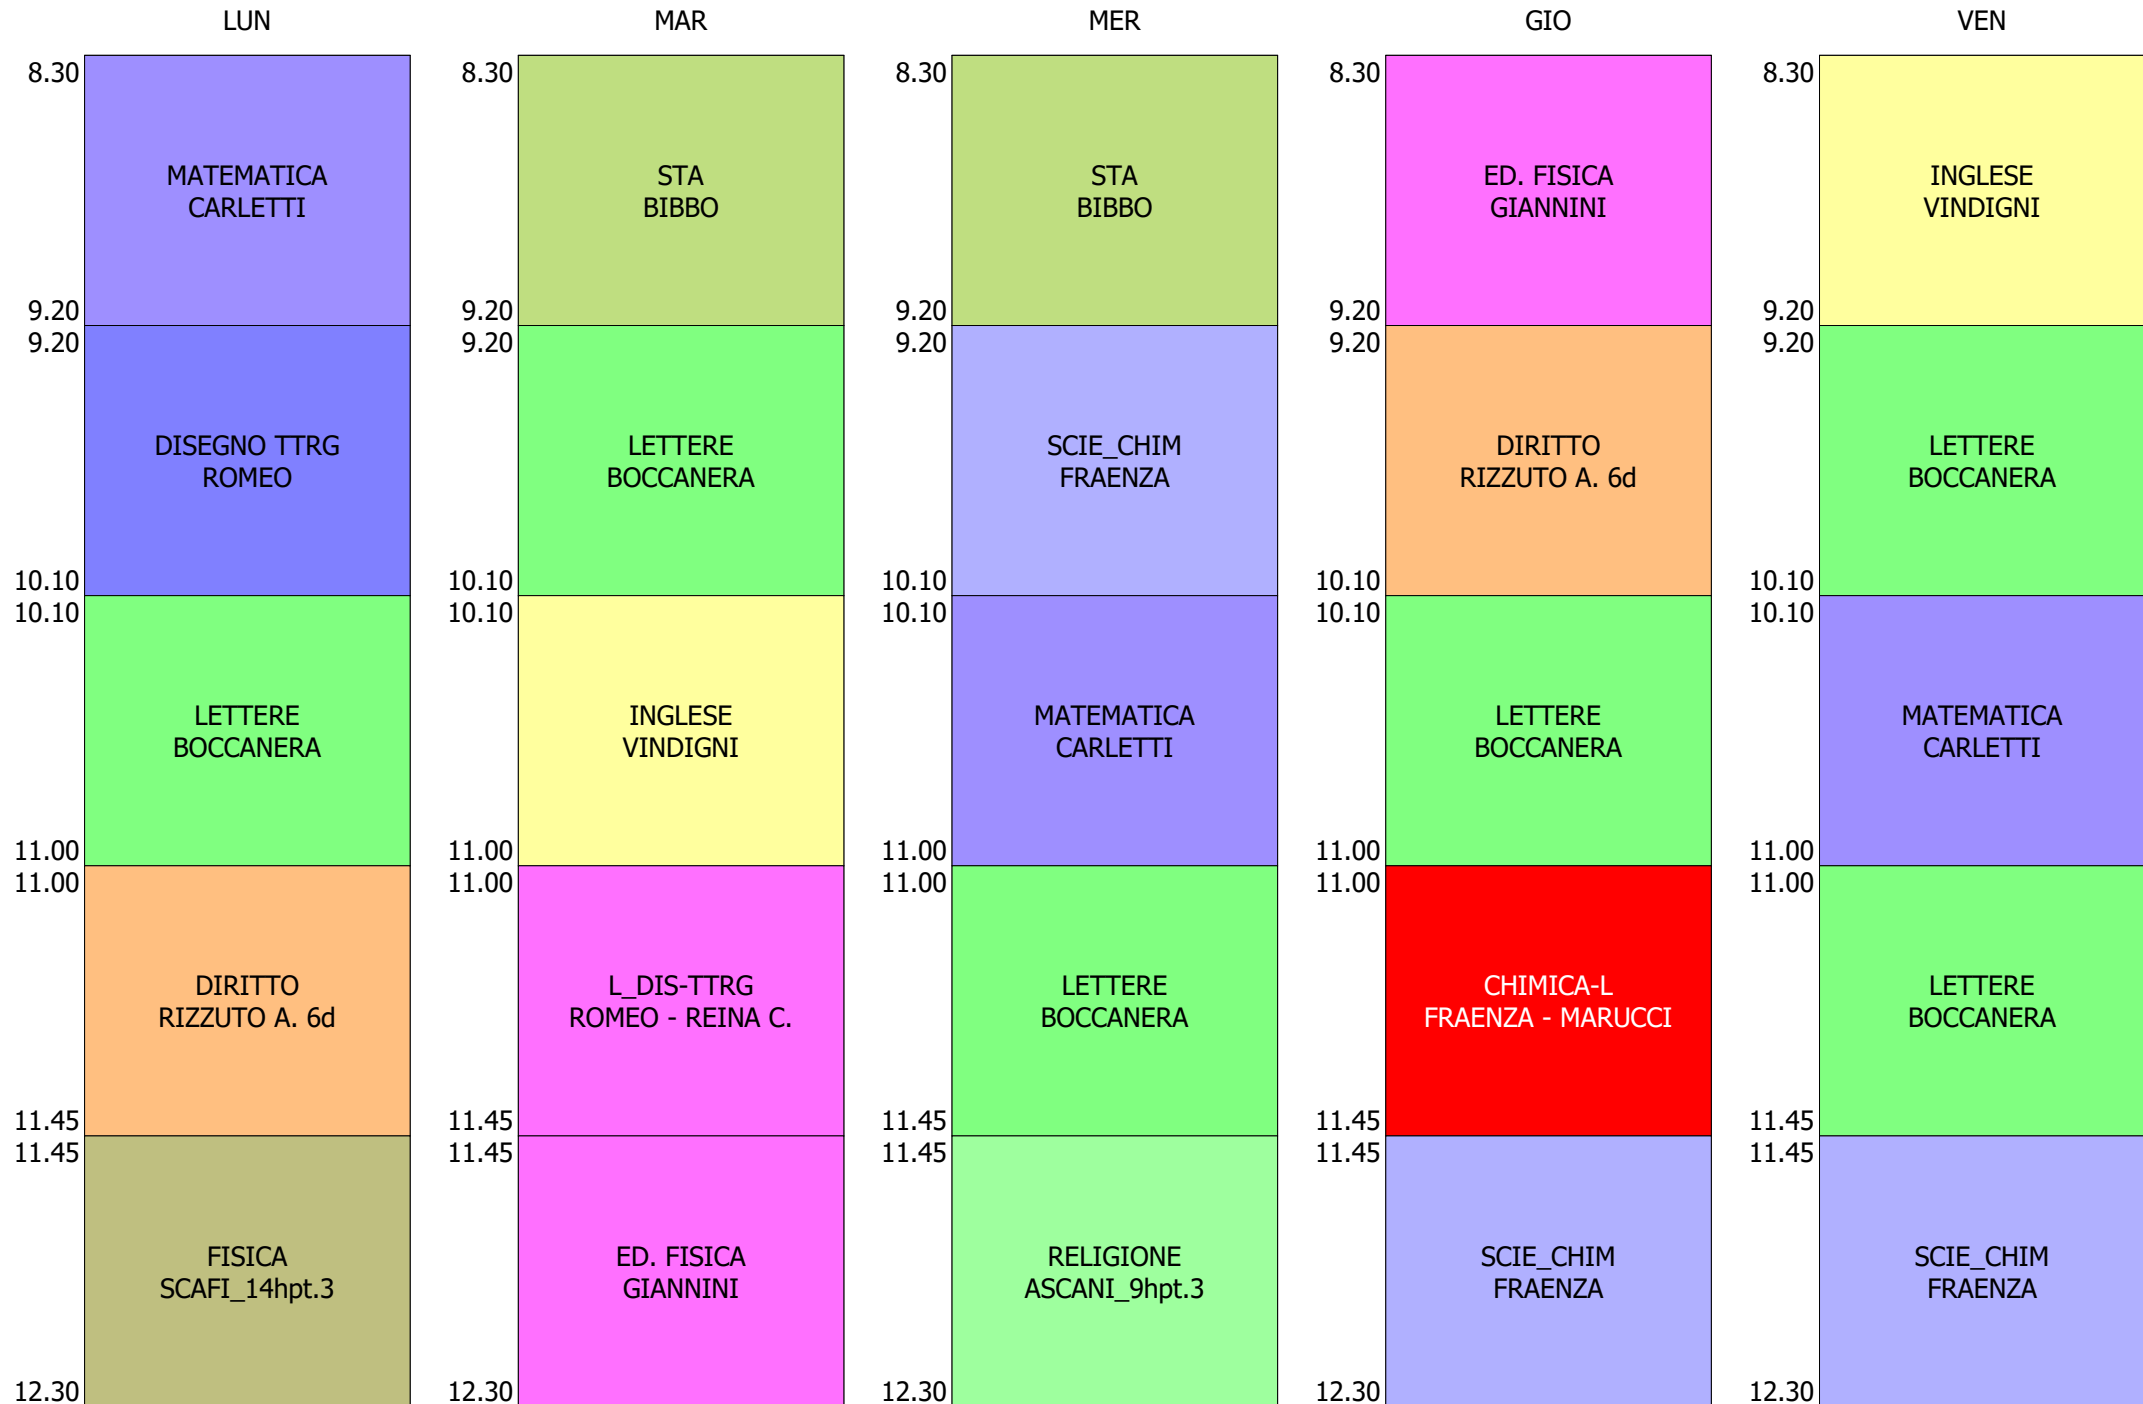 LUN MAR MER GIO VEN
8.30 8.30 8.30 8.30 8.30
MATEMATICA STA STA ED. FISICA INGLESE
CARLETTI BIBBO BIBBO GIANNINI VINDIGNI
9.20 9.20 9.20 9.20 9.20
9.20 9.20 9.20 9.20 9.20
DISEGNO TTRG LETTERE SCIE_CHIM DIRITTO LETTERE
ROMEO BOCCANERA FRAENZA RIZZUTO A. 6d BOCCANERA
10.10 10.10 10.10 10.10 10.10
10.10 10.10 10.10 10.10 10.10
LETTERE INGLESE MATEMATICA LETTERE MATEMATICA
BOCCANERA VINDIGNI CARLETTI BOCCANERA CARLETTI
11.00 11.00 11.00 11.00 11.00
11.00 11.00 11.00 11.00 11.00
DIRITTO L_DIS-TTRG LETTERE CHIMICA-L LETTERE
RIZZUTO A. 6d ROMEO - REINA C. BOCCANERA FRAENZA - MARUCCI BOCCANERA
11.45 11.45 11.45 11.45 11.45
11.45 11.45 11.45 11.45 11.45
FISICA ED. FISICA RELIGIONE SCIE_CHIM SCIE_CHIM
SCAFI_14hpt.3 GIANNINI ASCANI_9hpt.3 FRAENZA FRAENZA
12.30 12.30 12.30 12.30 12.30